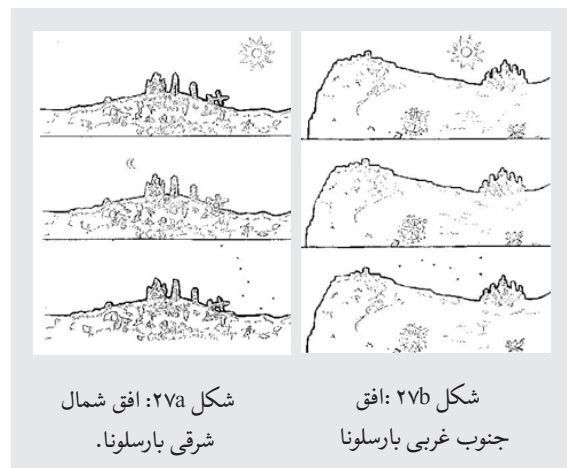 شکل ۲۷b :افق
جنوب غربی بارسلونا
شکل ۲۷a: افق شمال
شرقی بارسلونا.